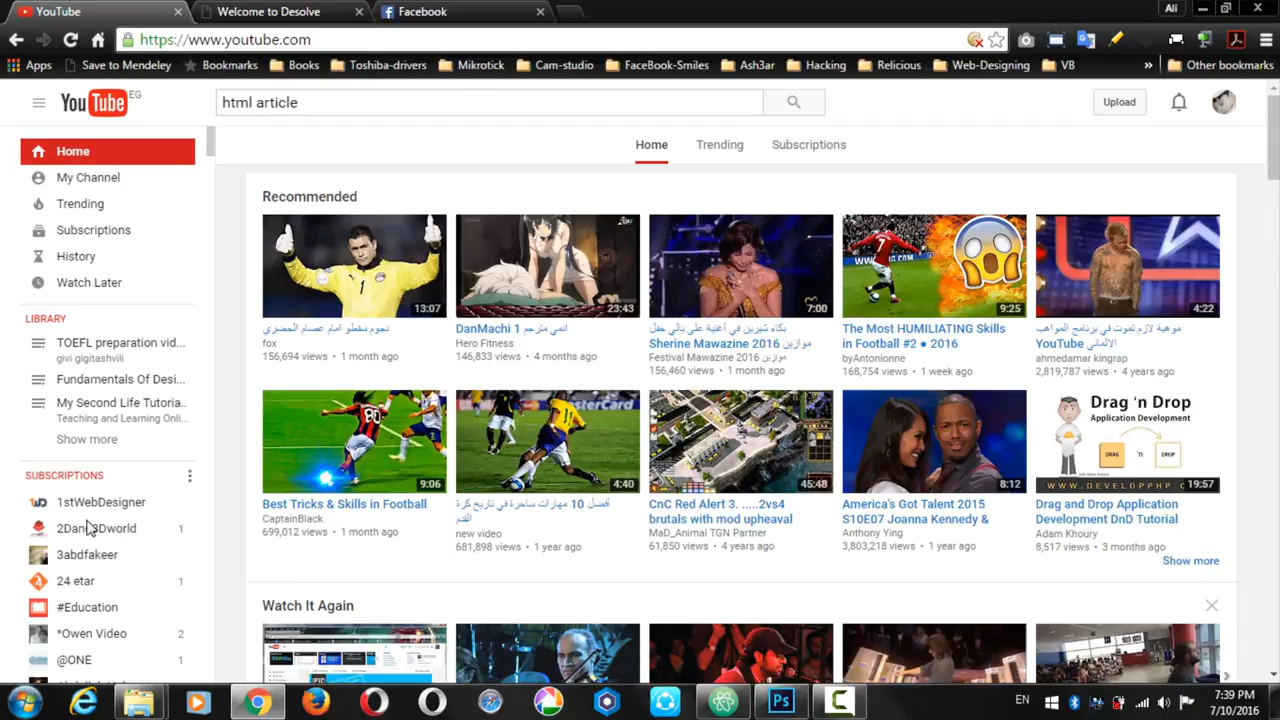 YouTube
Welcome to Desolve
Facebook
Ali
https://www.youtube.com
Apps
Save to Mendeley
Bookmarks
Books
Toshiba-drivers
Mikrotick
Cam-studio
FaceBook-Smiles
Ash3ar
Hacking
Relicious
Web-Designing
VB
»
Other bookmarks
YouTube EG
html article
Upload
Home
Trending
Subscriptions
Home
My Channel
Trending
Subscriptions
History
Watch Later
LIBRARY
TOEFL preparation vid...
givi gigitashvili
Fundamentals Of Desi...
My Second Life Tutoria..
Teaching and Learning Onli...
Show more
SUBSCRIPTIONS
1stWebDesigner
2Dand3Dworld 1
3abdfakeer
24 etar 1
#Education
*Owen Video 2
@ONE 1
Recommended
13:07
نجوم سقطو امام عصام الحضري
fox
156,694 views • 1 month ago
23:43
DanMachi 1 انمي مترجم
Hero Fitness
146,833 views • 4 months ago
7:00
بكاء شيرين في أغنية على بالي حفل
Sherine Mawazine 2016 موازين
Festival Mawazine 2016 موازين
156,460 views • 1 month ago
7
9:25
The Most HUMILIATING Skills
in Football #2 ● 2016
byAntonionne
168,754 views • 1 week ago
4:22
موهبة لازم تموت في برنامج المواهب
الالماني YouTube
ahmedamar kingrap
2,819,787 views • 4 years ago
80
9:06
Best Tricks & Skills in Football
CaptainBlack
699,012 views • 1 month ago
MasterCard
4:40
أفضل 10 مهارات ساحرة في تاريخ كرة
القدم
new video
681,898 views • 1 year ago
45:48
CnC Red Alert 3. .....2vs4
brutals with mod upheaval
MaD_Animal TGN Partner
61,850 views • 4 years ago
8:12
America's Got Talent 2015
S10E07 Joanna Kennedy &
Anthony Ying
3,803,218 views • 1 year ago
Drag 'n Drop
Application Development
DRAG 'n DROP
WWW.DEVELOPPHP.C
19:57
Drag and Drop Application
Development DnD Tutorial
Adam Khoury
8,517 views • 3 months ago
Show more
Watch It Again
Ps
EN
7:39 PM
7/10/2016